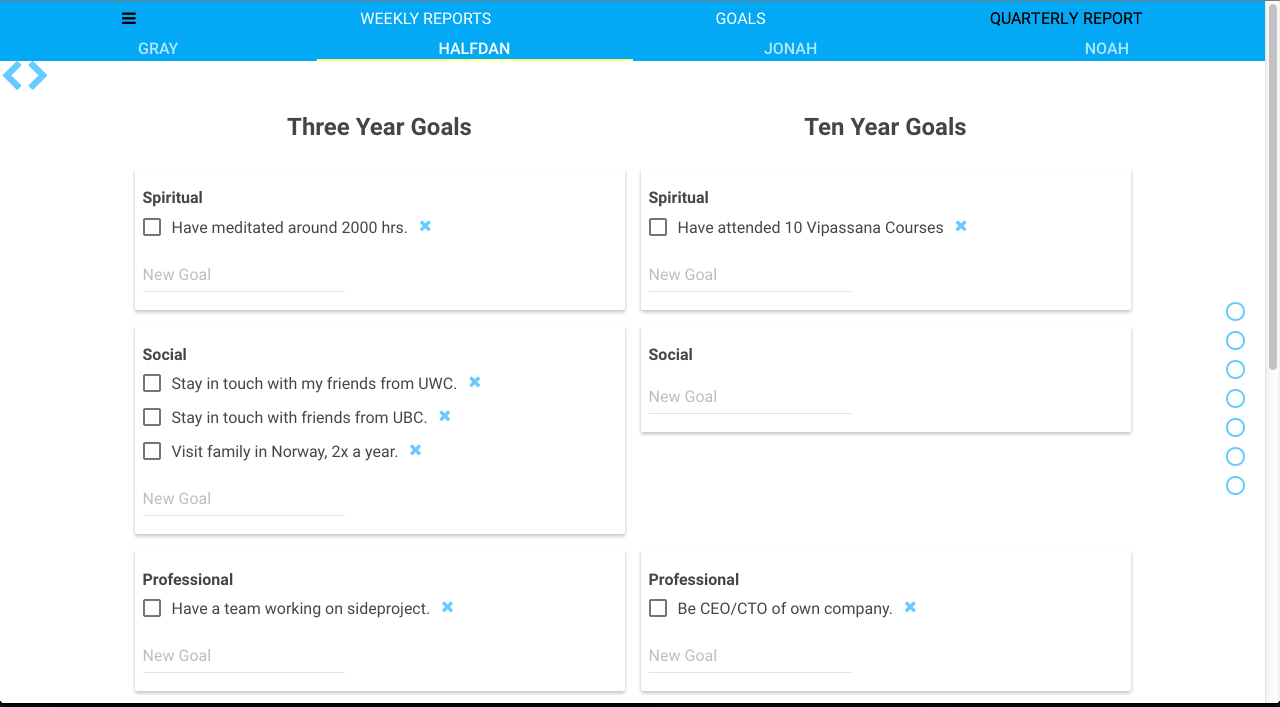 WEEKLY REPORTS GOALS QUARTERLY REPORT
GRAY HALFDAN JONAH NOAH
Three Year Goals
Spiritual
Have meditated around 2000 hrs.
New Goal
Social
Stay in touch with my friends from UWC.
Stay in touch with friends from UBC.
Visit family in Norway, 2x a year.
New Goal
Professional
Have a team working on sideproject.
New Goal
Ten Year Goals
Spiritual
Have attended 10 Vipassana Courses
New Goal
Social
New Goal
Professional
Be CEO/CTO of own company.
New Goal